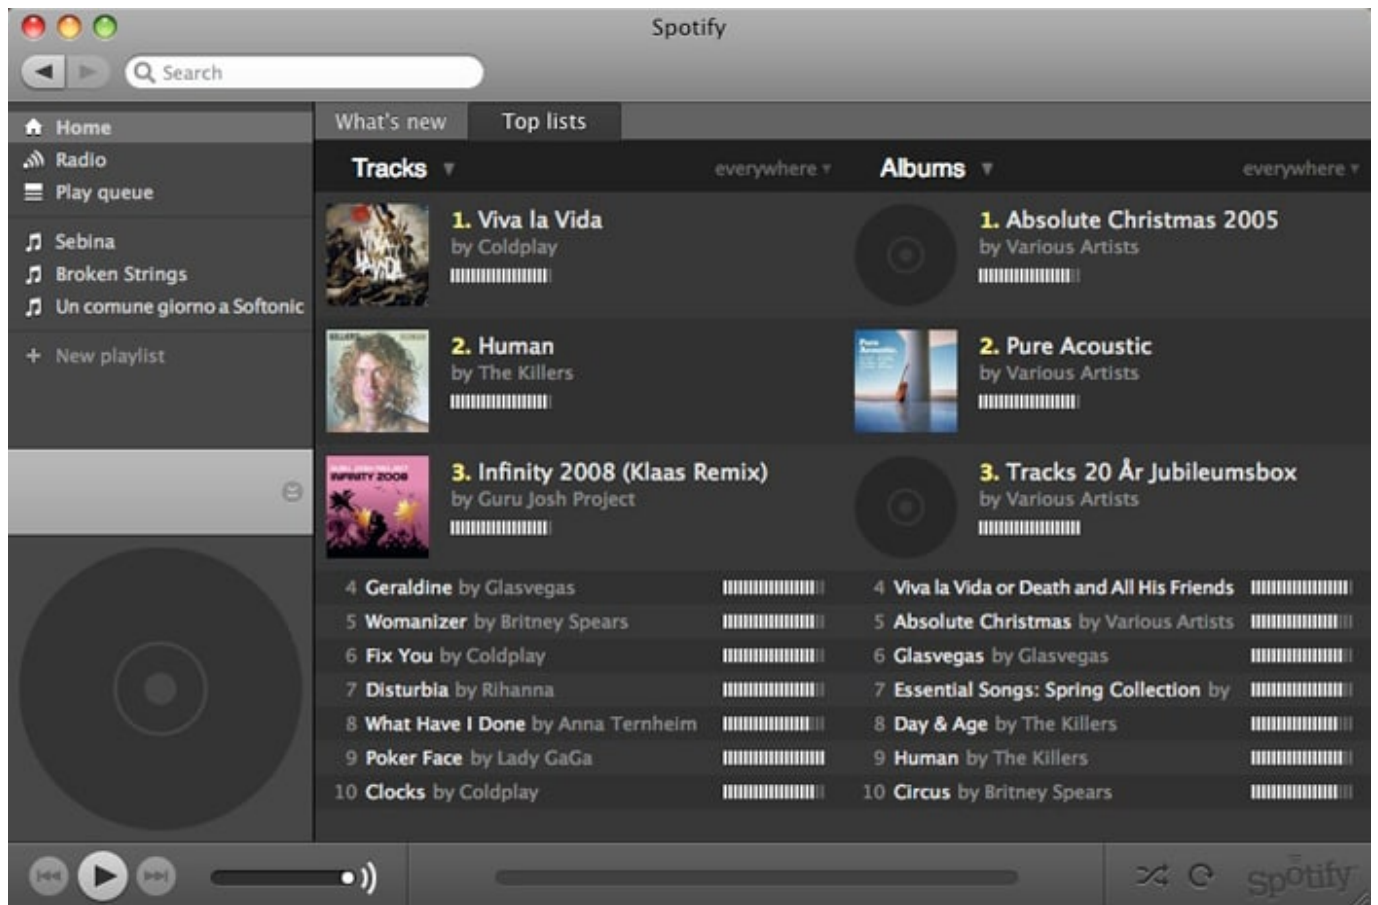 Spotify
Search
Home
Radio
Play queue
Sebina
Broken Strings
Un comune giorno a Softonic
New playlist
What's new
Top lists
Tracks everywhere
1. Viva la Vida
by Coldplay
2. Human
by The Killers
3. Infinity 2008 (Klaas Remix)
by Guru Josh Project
4 Geraldine by Glasvegas
5 Womanizer by Britney Spears
6 Fix You by Coldplay
7 Disturbia by Rihanna
8 What Have I Done by Anna Ternheim
9 Poker Face by Lady GaGa
10 Clocks by Coldplay
Albums everywhere
1. Absolute Christmas 2005
by Various Artists
2. Pure Acoustic
by Various Artists
3. Tracks 20 År Jubileumsbox
by Various Artists
4 Viva la Vida or Death and All His Friends
5 Absolute Christmas by Various Artists
6 Glasvegas by Glasvegas
7 Essential Songs: Spring Collection by
8 Day & Age by The Killers
9 Human by The Killers
10 Circus by Britney Spears
VIVA
LA VIDA
INFINITY 2008
Pure
Acoustic
Spotify